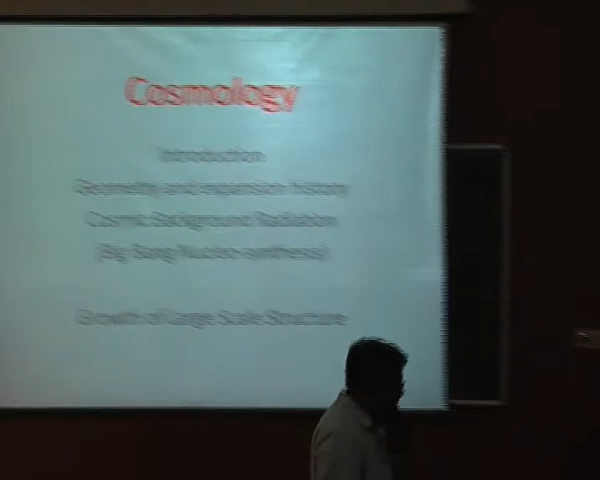 Cosmology
Introduction
Geometry and expansion history
Cosmic Background Radiation
(Big Bang Nucleo-synthesis)
Growth of Large Scale Structure